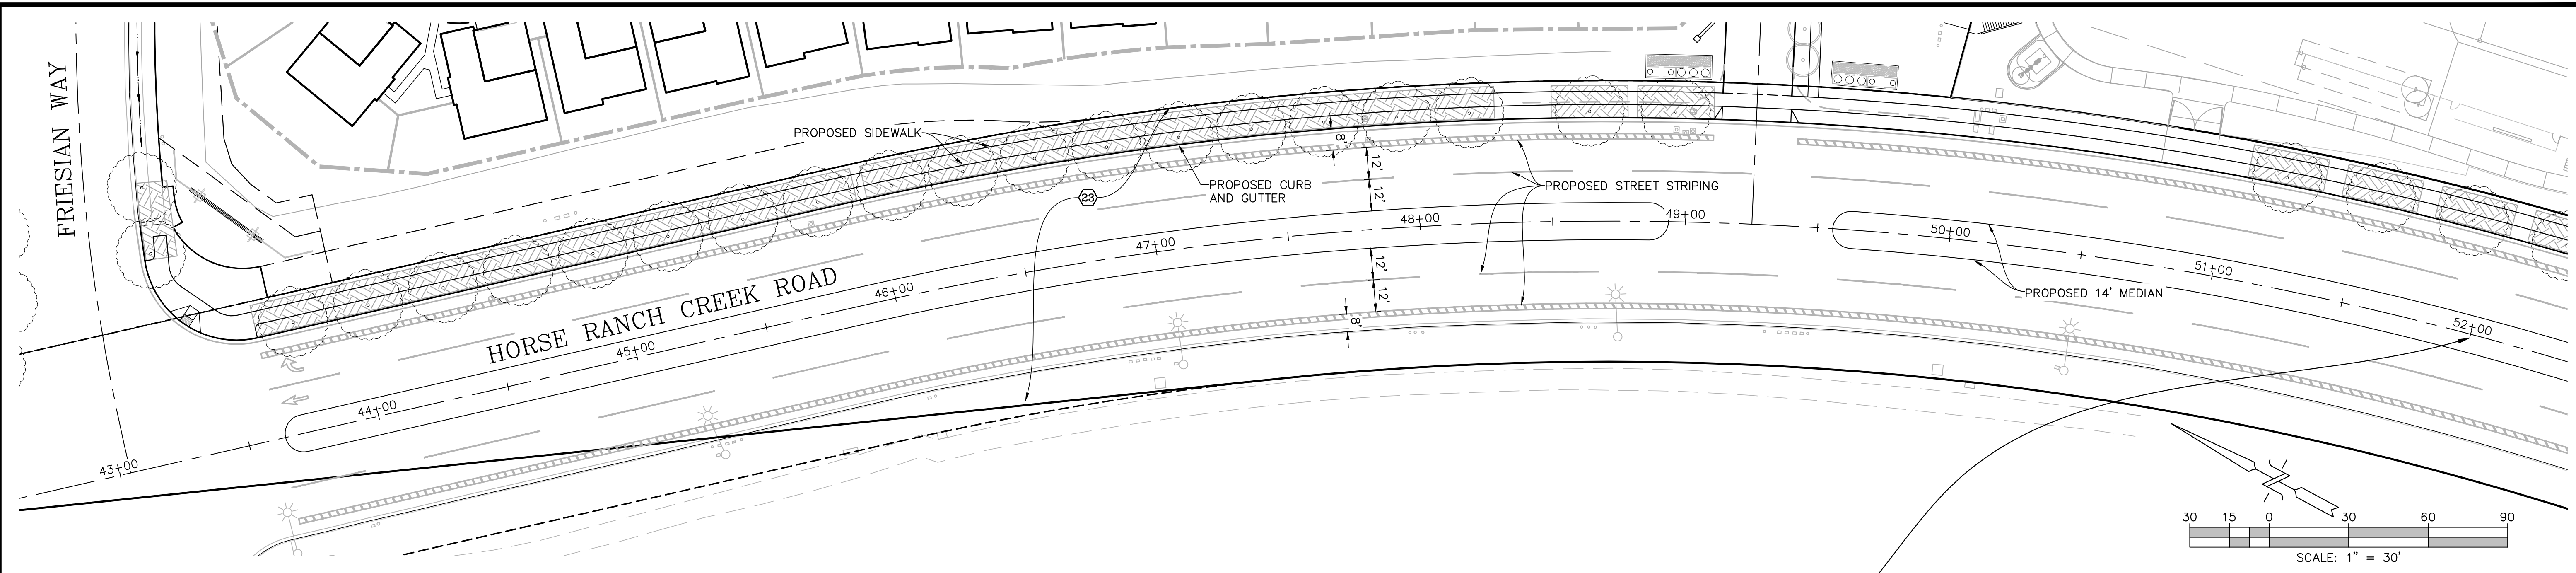 FRIESIAN WAY
PROPOSED SIDEWALK
8'
12'
12'
PROPOSED CURB
AND GUTTER
23
PROPOSED STREET STRIPING
43+00
44+00
45+00
46+00
47+00
48+00
49+00
50+00
51+00
52+00
HORSE RANCH CREEK ROAD
12'
12'
8'
PROPOSED 14' MEDIAN
30 15 0 30 60 90
SCALE: 1" = 30'